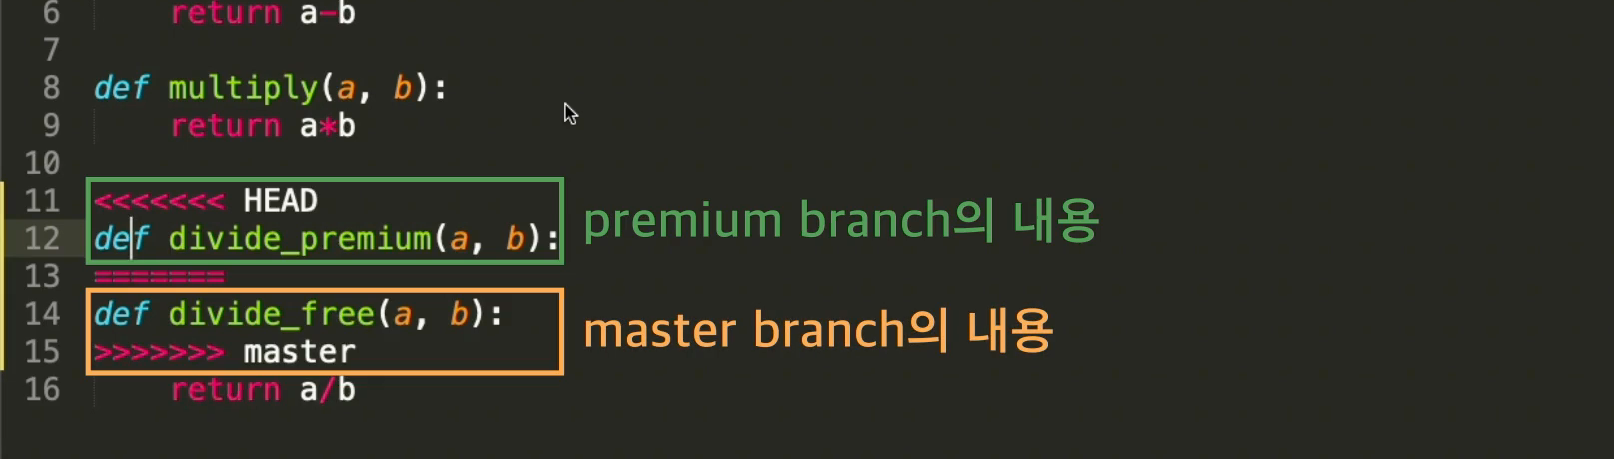 6 return a-b
7
8 def multiply(a, b):
9 return a*b
10
11 <<<<<<< HEAD
12 def divide_premium(a, b):
premium branch의 내용
13 =======
14 def divide_free(a, b):
15 >>>>>>> master
master branch의 내용
16 return a/b